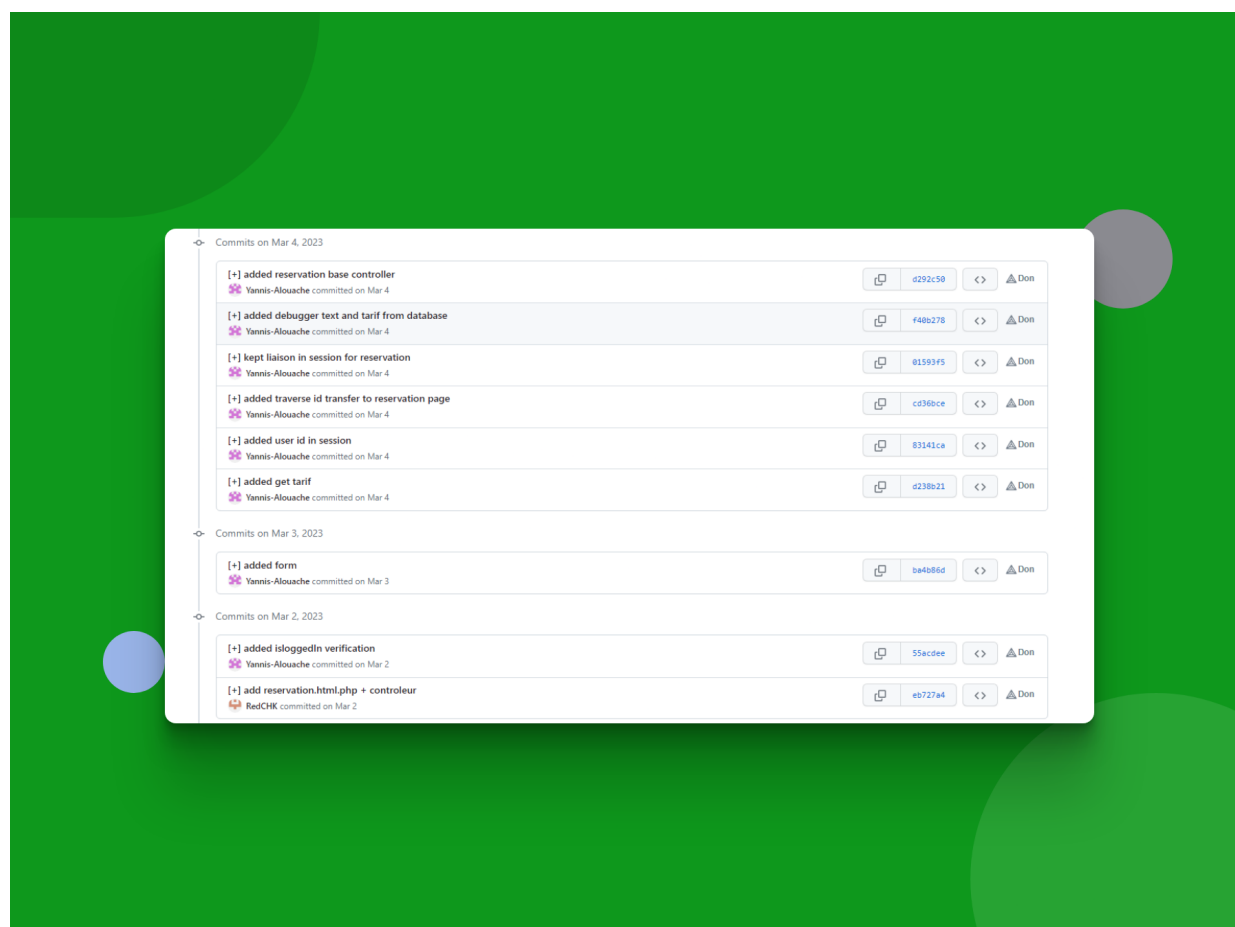 Commits on Mar 4, 2023
[+] added reservation base controller
d292c50
<>
Don
Yannis-Alouache committed on Mar 4
[+] added debugger text and tarif from database
f40b278
<>
Don
Yannis-Alouache committed on Mar 4
[+] kept liaison in session for reservation
01593f5
<>
Don
Yannis-Alouache committed on Mar 4
[+] added traverse id transfer to reservation page
cd36bce
<>
Don
Yannis-Alouache committed on Mar 4
[+] added user id in session
83141ca
<>
Don
Yannis-Alouache committed on Mar 4
[+] added get tarif
d238b21
<>
Don
Yannis-Alouache committed on Mar 4
Commits on Mar 3, 2023
[+] added form
ba4b86d
<>
Don
Yannis-Alouache committed on Mar 3
Commits on Mar 2, 2023
[+] added isloggedIn verification
55acdee
<>
Don
Yannis-Alouache committed on Mar 2
[+] add reservation.html.php + controleur
eb727a4
<>
Don
RedCHK committed on Mar 2